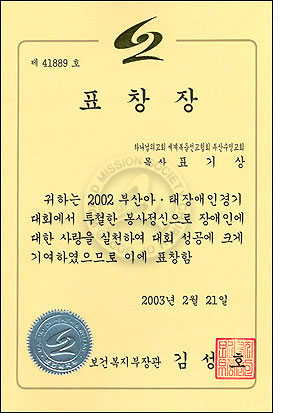 제 41889 호
표 창 장
하나님의교회 세계복음선교협회 부산수영교회
목사 표 기 상
귀하는 2002 부산아·태장애인경기
대회에서 투철한 봉사정신으로 장애인에
대한 사랑을 실천하여 대회 성공에 크게
기여하였으므로 이에 표창함
2003년 2월 21일
보건복지부장관 김 성 호
WORLD MISSION SOCIETY